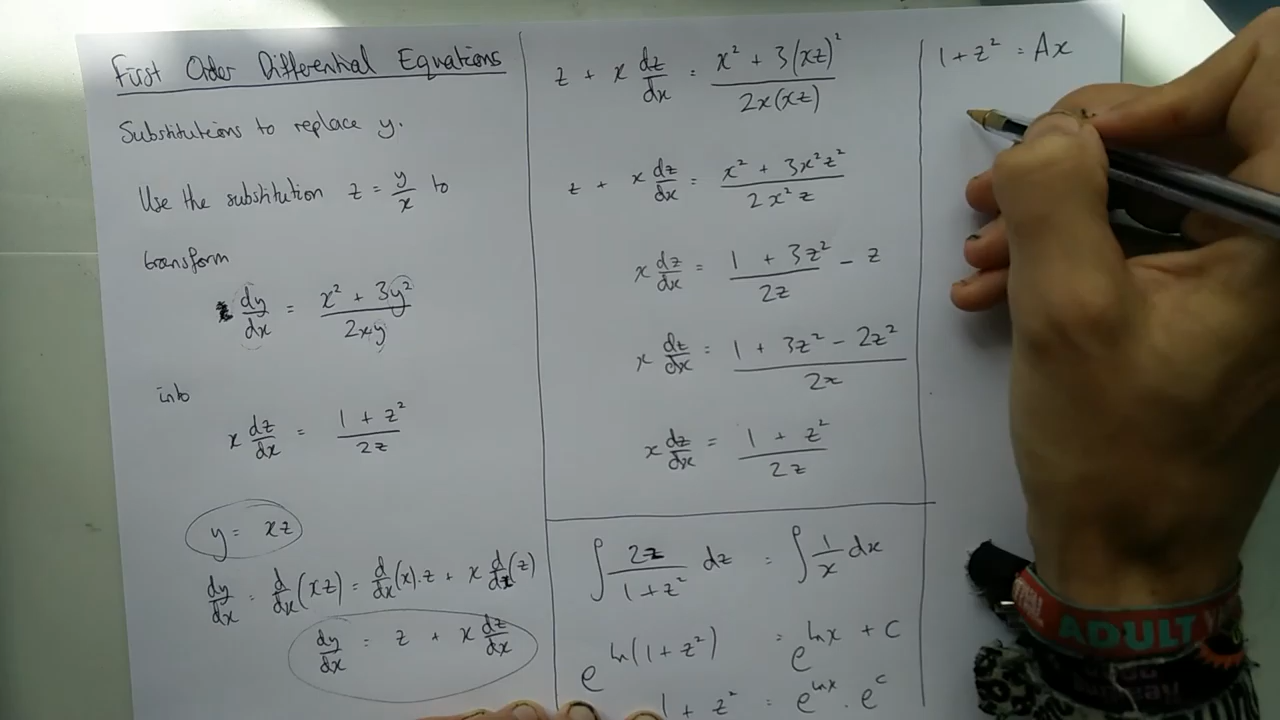 First Order Differential Equations
Substitutions to replace y.
Use the substitution z = y/x to
transform
dy/dx = x² + 3y² / 2xy
into
x dz/dx = 1 + z² / 2z
y = xz
dy/dx = d/dx (xz) = d/dx (x).z + x d/dx (z)
dy/dx = z + x dz/dx
z + x dz/dx = x² + 3(xz)² / 2x(xz)
z + x dz/dx = x² + 3x²z² / 2x²z
x dz/dx = 1 + 3z² / 2z - z
x dz/dx = 1 + 3z² - 2z² / 2z
x dz/dx = 1 + z² / 2z
∫ 2z / 1+z² dz = ∫ 1/x dx
e^ln(1+z²) = e^lnx + c
1 + z² = e^lnx . e^c
1 + z² = Ax
ADULT